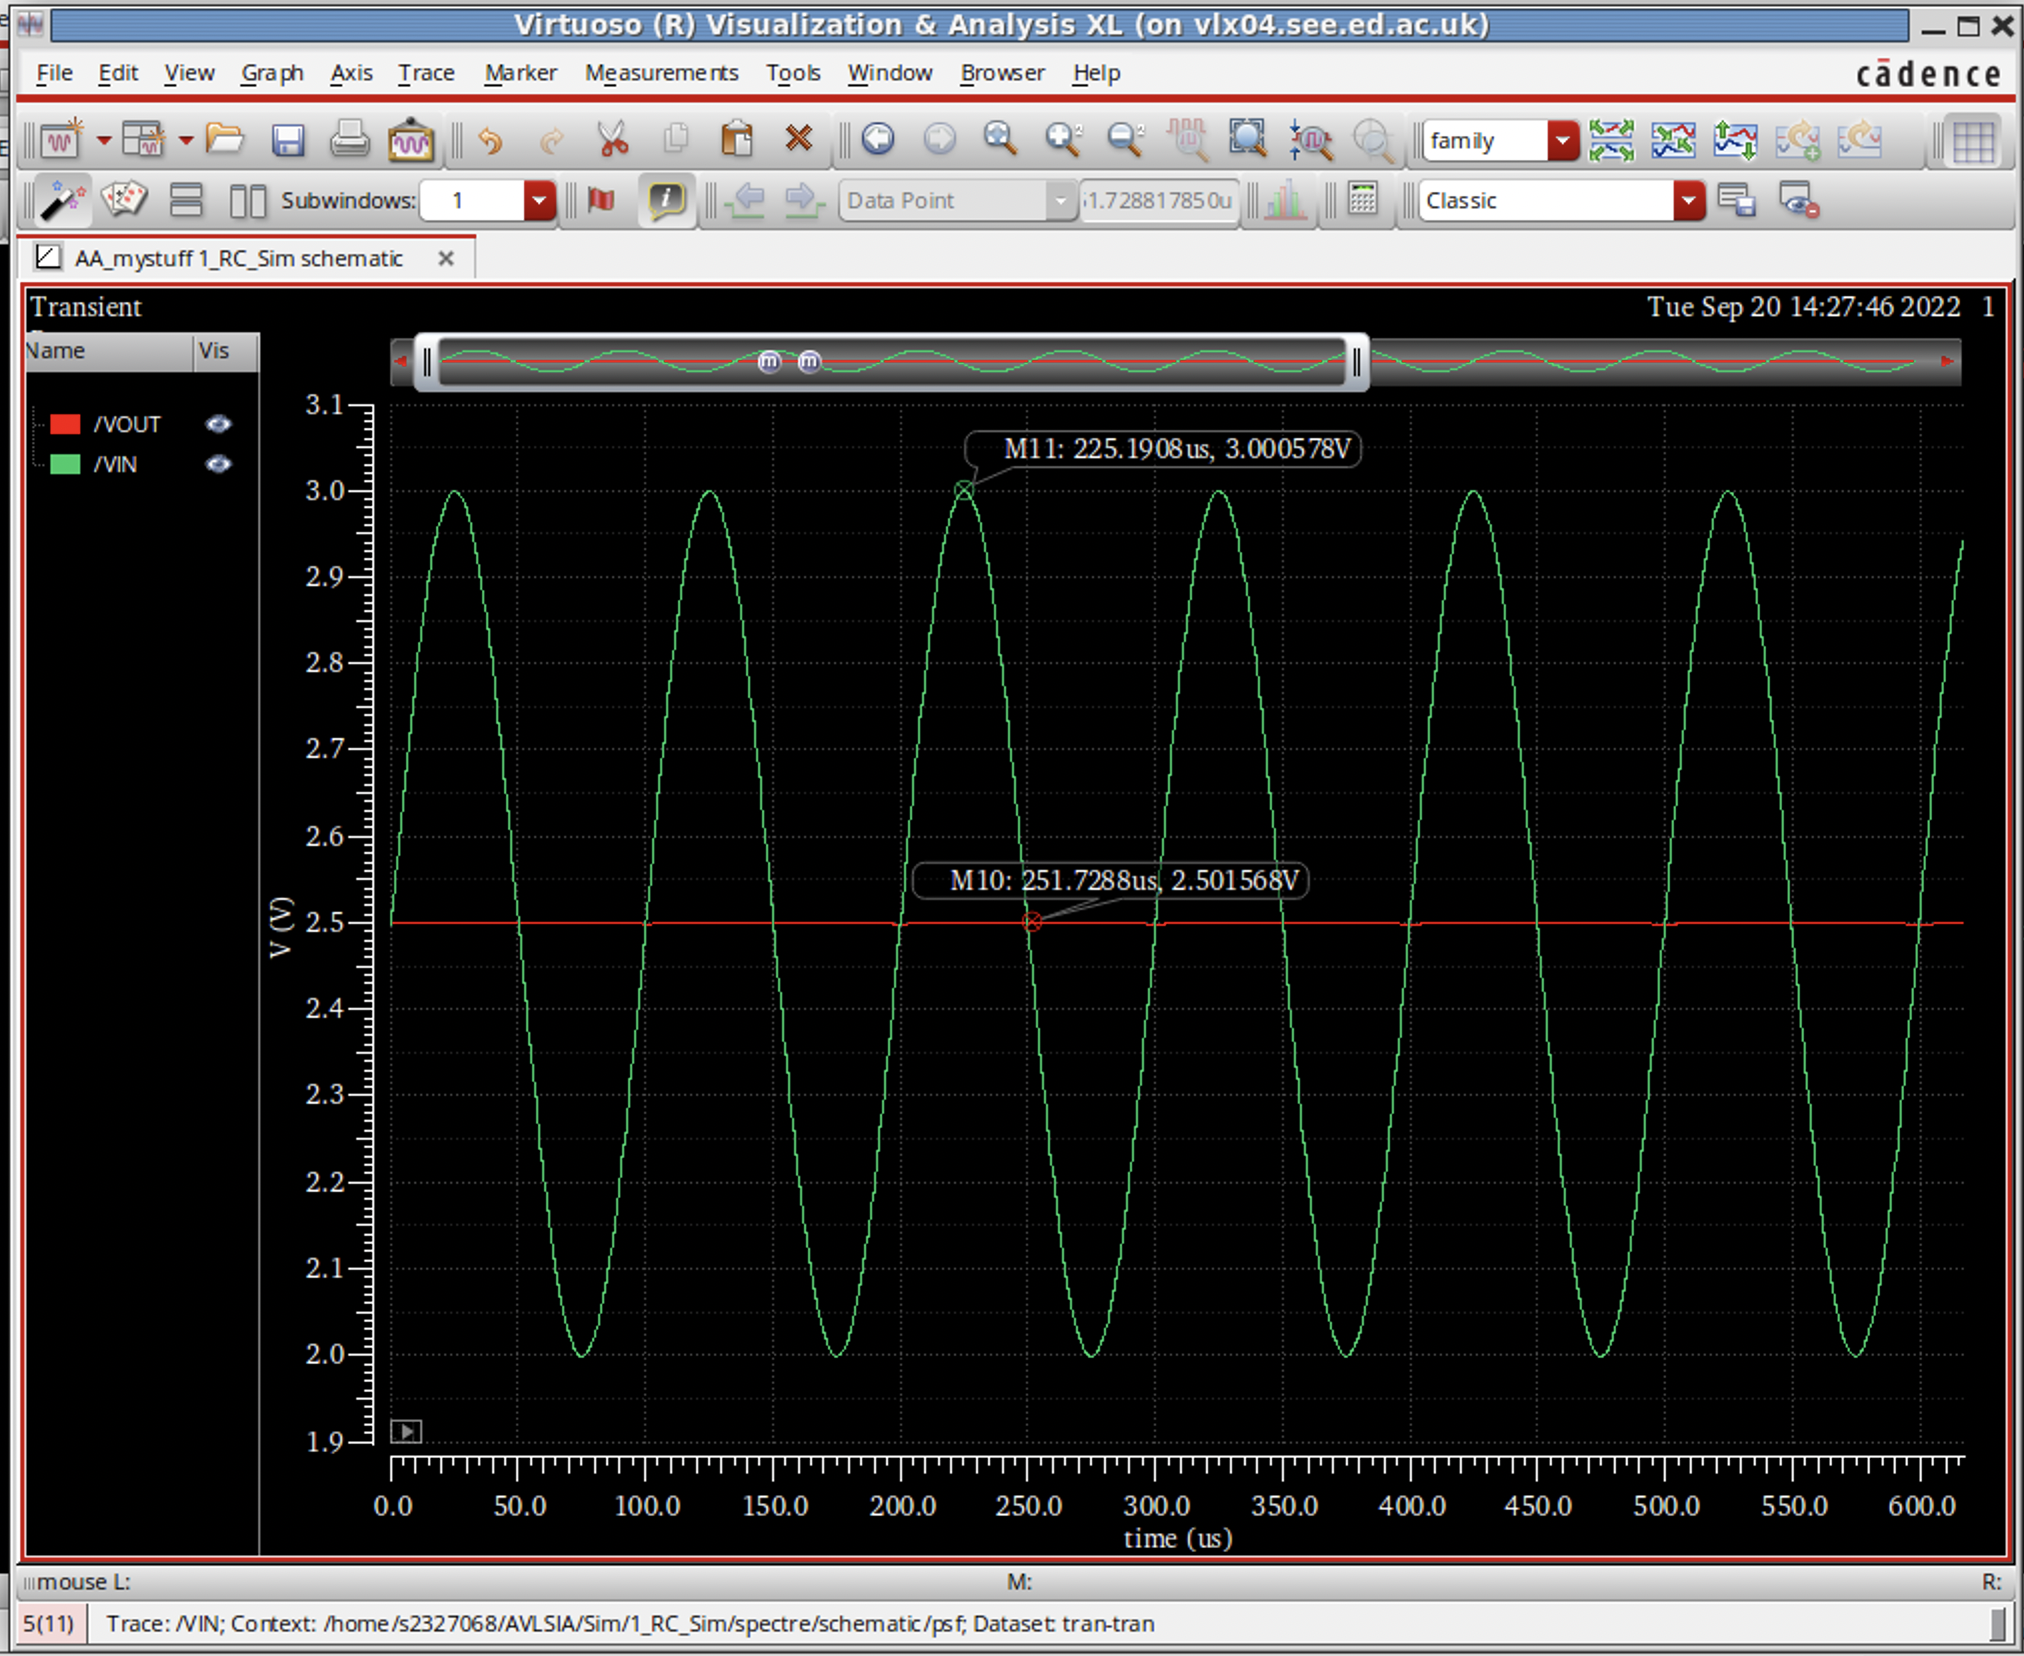 Virtuoso (R) Visualization & Analysis XL (on vlx04.see.ed.ac.uk)
File Edit View Graph Axis Trace Marker Measurements Tools Window Browser Help
cādence
family
Subwindows: 1
Data Point
1.728817850u
Classic
AA_mystuff 1_RC_Sim schematic
Transient
Tue Sep 20 14:27:46 2022 1
Name Vis
/VOUT
/VIN
3.1
M11: 225.1908us, 3.000578V
3.0
2.9
2.8
2.7
2.6
M10: 251.7288us, 2.501568V
2.5
V (V)
2.4
2.3
2.2
2.1
2.0
1.9
0.0 50.0 100.0 150.0 200.0 250.0 300.0 350.0 400.0 450.0 500.0 550.0 600.0
time (us)
mouse L: M: R:
5(11) Trace: /VIN; Context: /home/s2327068/AVLSIA/Sim/1_RC_Sim/spectre/schematic/psf; Dataset: tran-tran